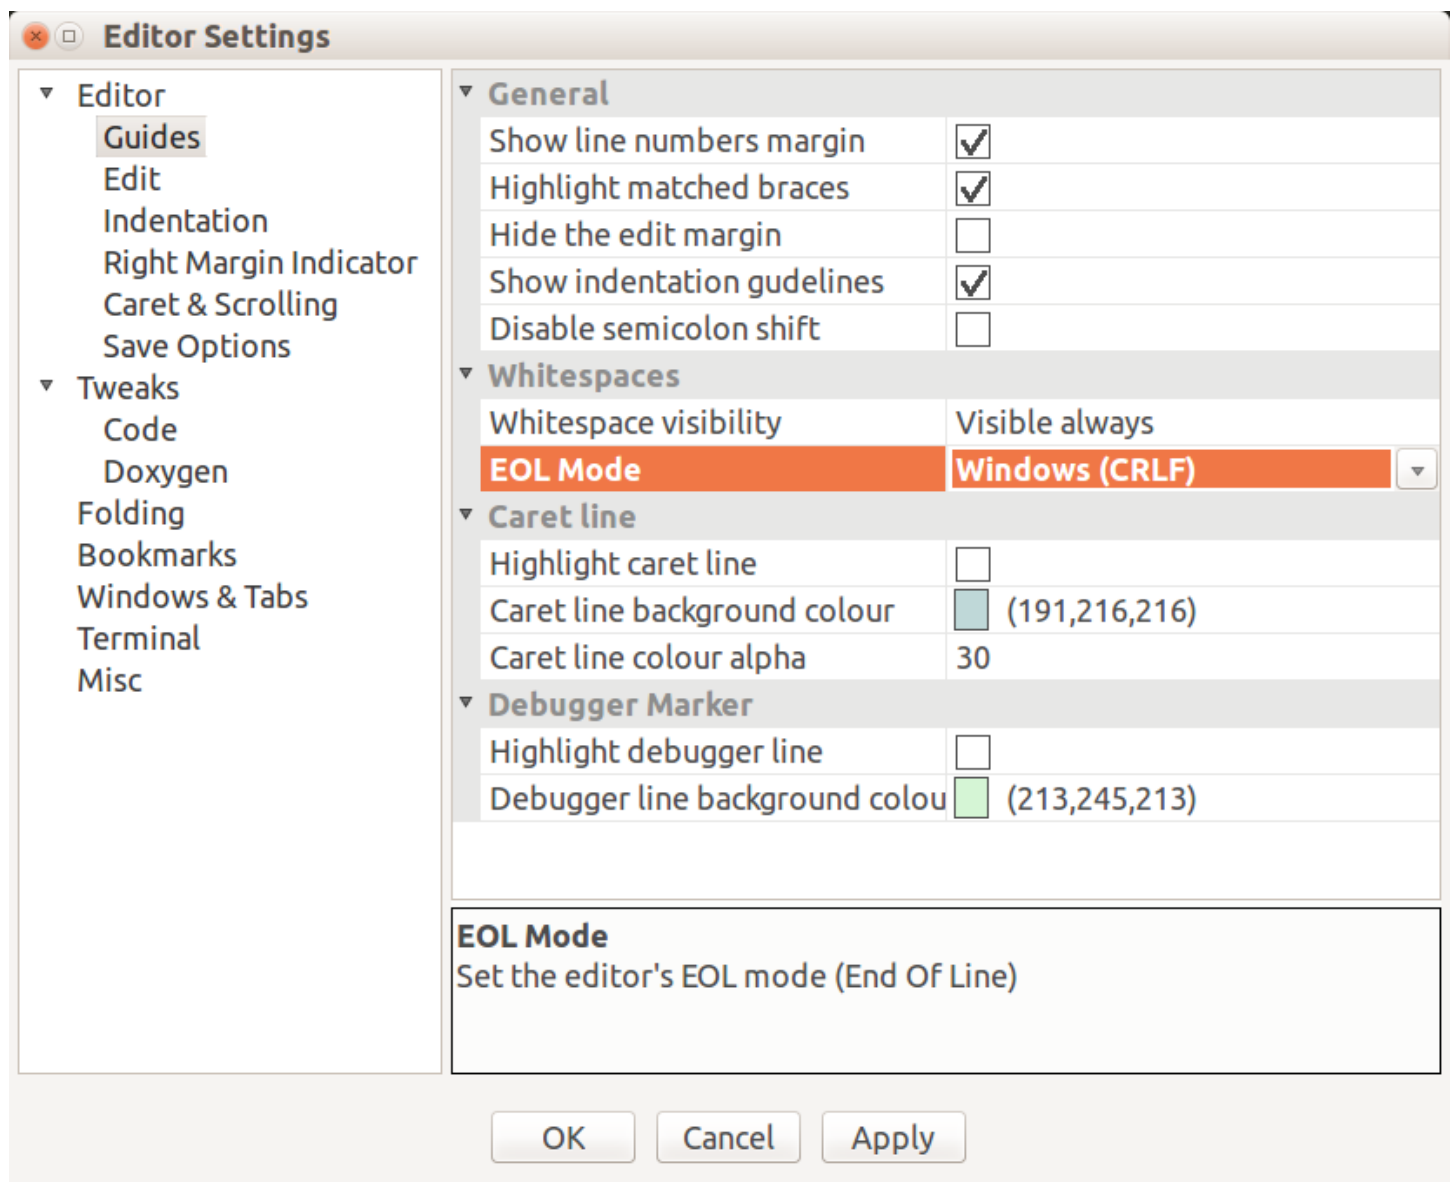 Editor Settings
Editor
Guides
Edit
Indentation
Right Margin Indicator
Caret & Scrolling
Save Options
Tweaks
Code
Doxygen
Folding
Bookmarks
Windows & Tabs
Terminal
Misc
General
Show line numbers margin
Highlight matched braces
Hide the edit margin
Show indentation gudelines
Disable semicolon shift
Whitespaces
Whitespace visibility Visible always
EOL Mode Windows (CRLF)
Caret line
Highlight caret line
Caret line background colour (191,216,216)
Caret line colour alpha 30
Debugger Marker
Highlight debugger line
Debugger line background colou (213,245,213)
EOL Mode
Set the editor's EOL mode (End Of Line)
OK Cancel Apply